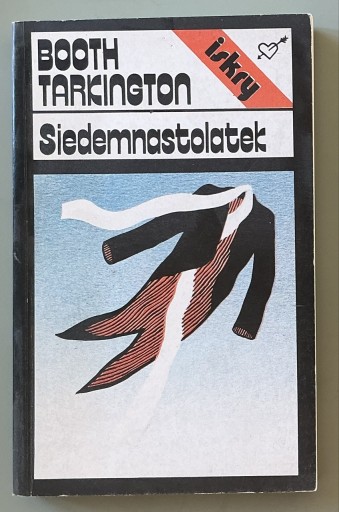 BOOTH
TARKINGTON
iskry
Siedemnastolatek